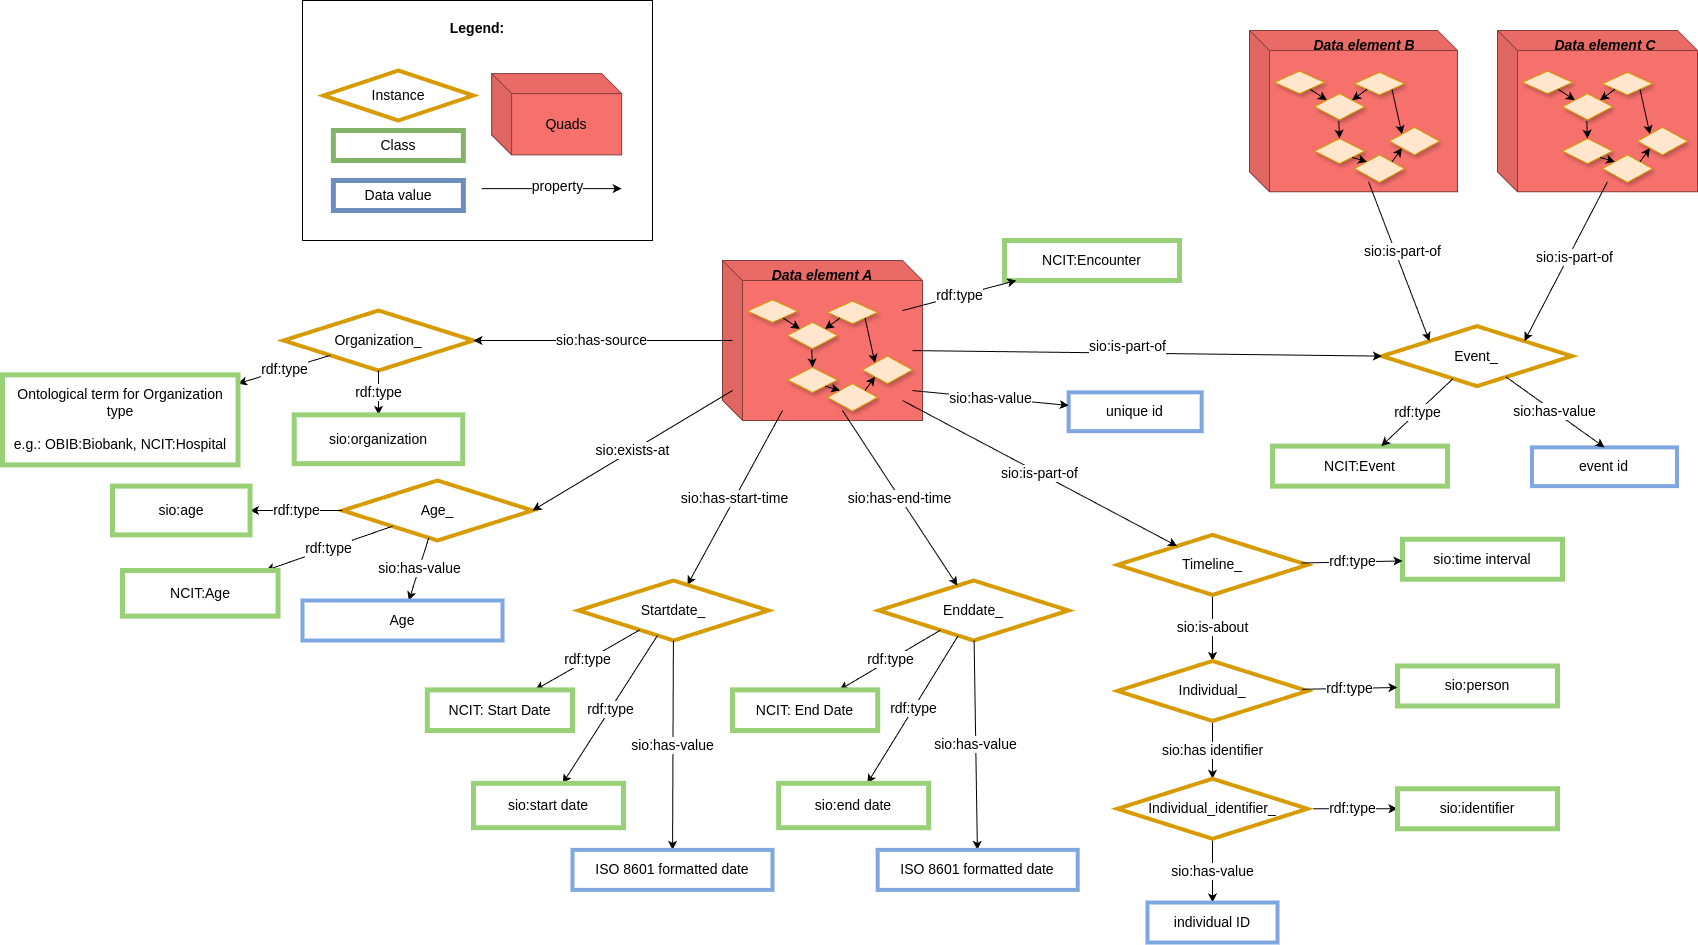 Legend:
Instance
Quads
Class
Data value
property
Data element B
Data element C
sio:is-part-of
sio:is-part-of
Data element A
NCIT:Encounter
rdf:type
Organization_
sio:has-source
sio:is-part-of
Event_
rdf:type
rdf:type
Ontological term for Organization
type
e.g.: OBIB:Biobank, NCIT:Hospital
sio:organization
sio:has-value
unique id
rdf:type
sio:has-value
NCIT:Event
event id
sio:exists-at
sio:is-part-of
sio:age
rdf:type
Age_
sio:has-start-time
sio:has-end-time
rdf:type
sio:has-value
NCIT:Age
Age
Timeline_
rdf:type
sio:time interval
Startdate_
Enddate_
sio:is-about
rdf:type
rdf:type
Individual_
rdf:type
sio:person
NCIT: Start Date
rdf:type
NCIT: End Date
rdf:type
sio:has-value
sio:has-value
sio:has identifier
sio:start date
sio:end date
Individual_identifier_
rdf:type
sio:identifier
ISO 8601 formatted date
ISO 8601 formatted date
sio:has-value
individual ID